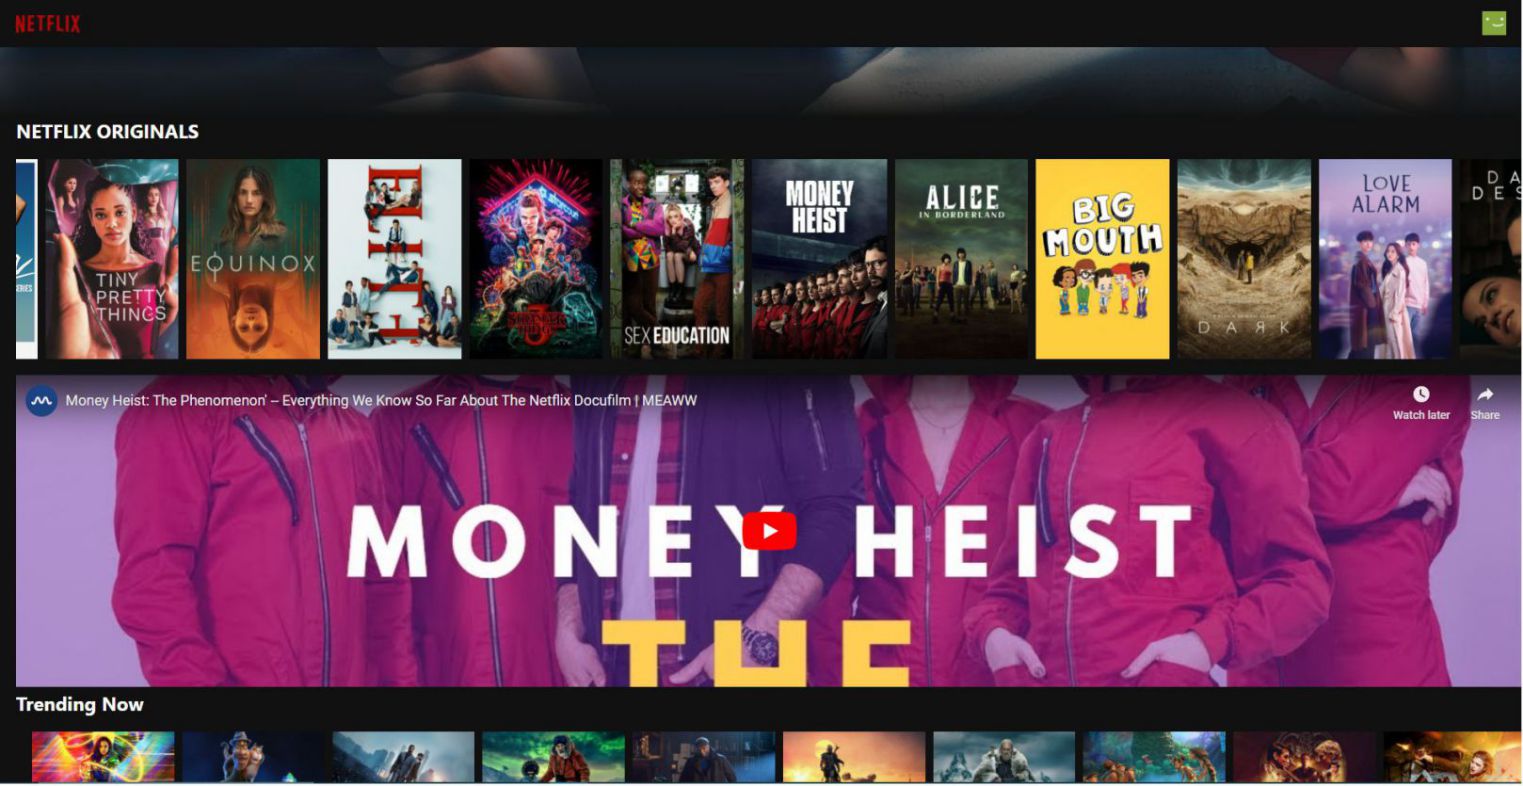 NETFLIX
NETFLIX ORIGINALS
SERIES
TINY
PRETTY
THINGS
EQUINOX
ELITE
STRANGER
THINGS
3
SEX EDUCATION
MONEY
HEIST
ALICE
IN BORDERLAND
BIG
MOUTH
DARK
LOVE
ALARM
DA
DES
Money Heist: The Phenomenon' – Everything We Know So Far About The Netflix Docufilm | MEAWW
Watch later
Share
MONEY HEIST
THE
Trending Now